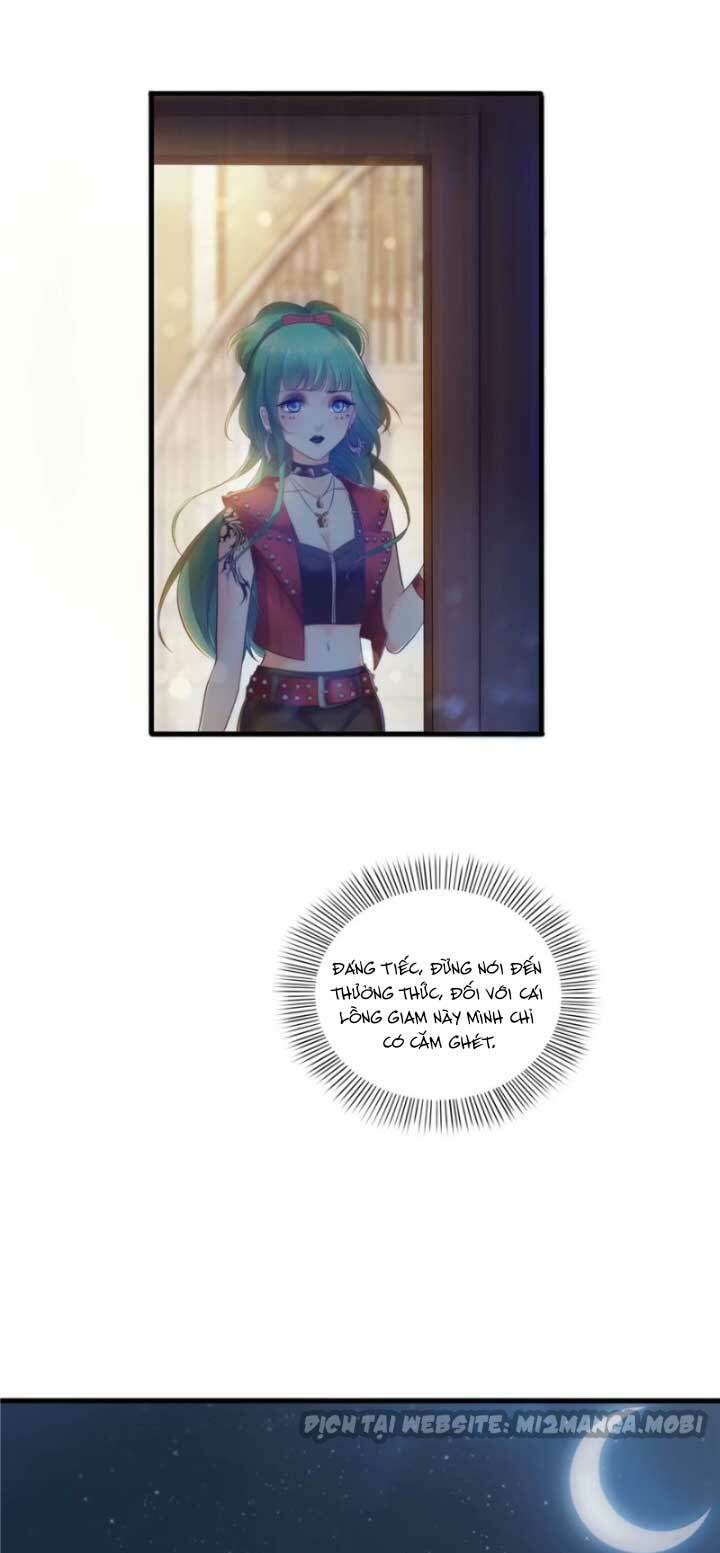 ĐÁNG TIẾC, ĐỪNG NÓI ĐẾN
THƯỞNG THỨC, ĐỐI VỚI CÁI
LỒNG GIAM NÀY MÌNH CHỈ
CÓ CĂM GHÉT.
DỊCH TẠI WEBSITE: MI2MANGA.MOBI